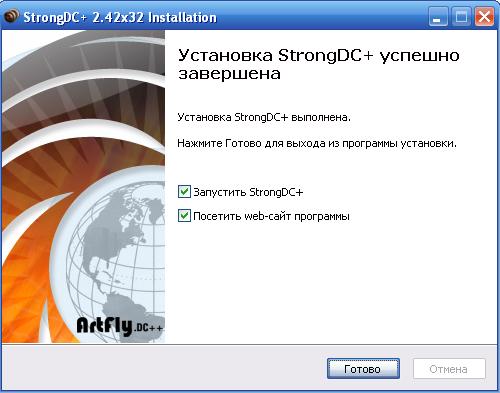 StrongDC+ 2.42x32 Installation
Установка StrongDC+ успешно
завершена
Установка StrongDC+ выполнена.
Нажмите Готово для выхода из программы установки.
Запустить StrongDC+
Посетить web-сайт программы
ArtFly.DC++
Готово
Отмена